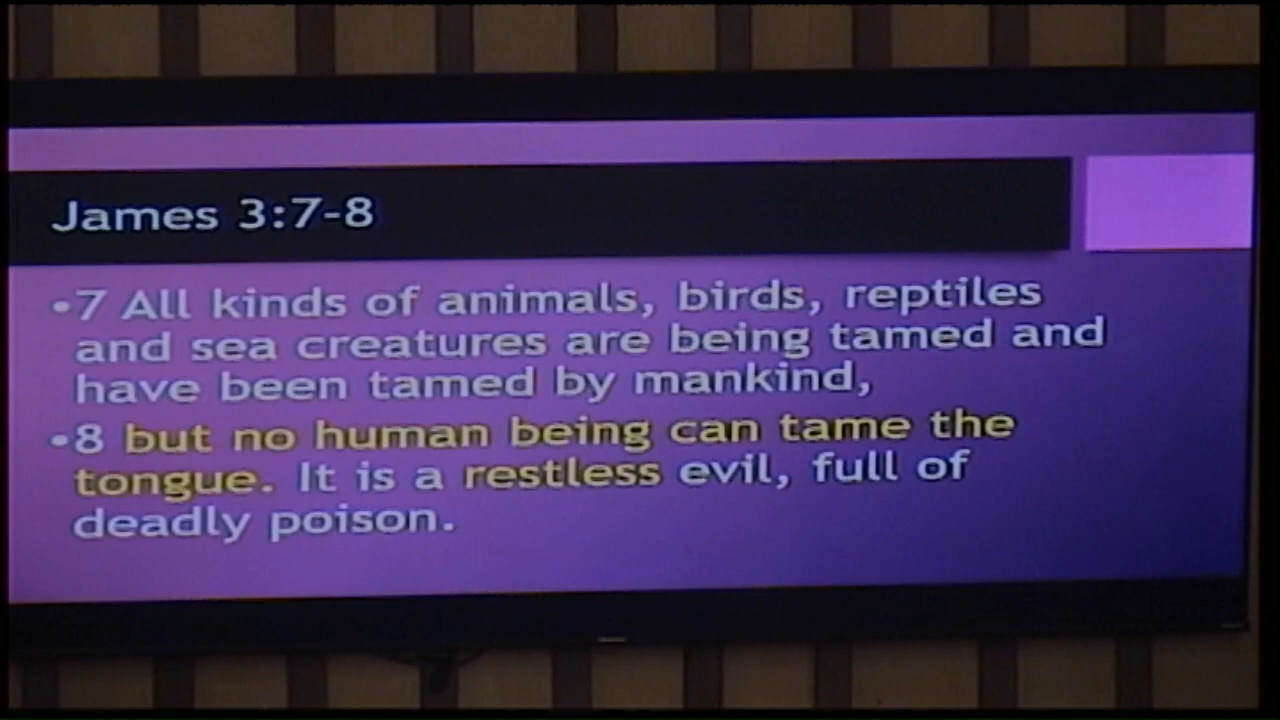 James 3:7-8
•7 All kinds of animals, birds, reptiles
and sea creatures are being tamed and
have been tamed by mankind,
•8 but no human being can tame the
tongue. It is a restless evil, full of
deadly poison.